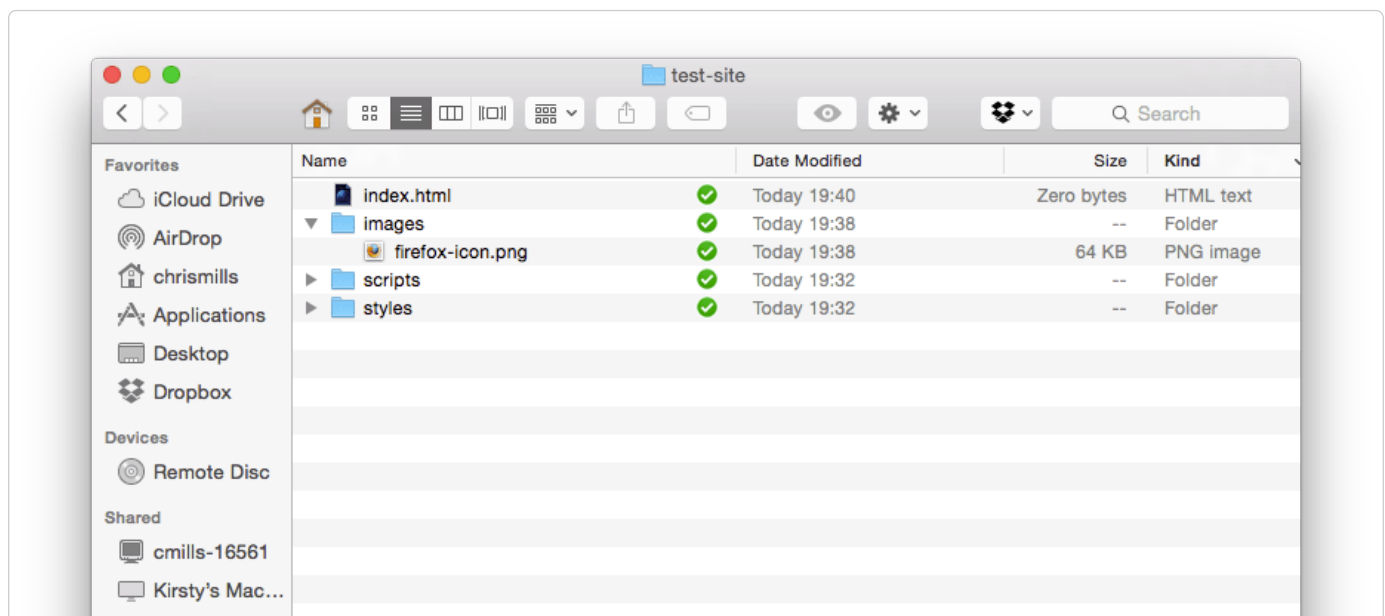 test-site
Search
Favorites
iCloud Drive
AirDrop
chrismills
Applications
Desktop
Dropbox
Devices
Remote Disc
Shared
cmills-16561
Kirsty's Mac...
Name Date Modified Size Kind
index.html Today 19:40 Zero bytes HTML text
images Today 19:38 -- Folder
firefox-icon.png Today 19:38 64 KB PNG image
scripts Today 19:32 -- Folder
styles Today 19:32 -- Folder